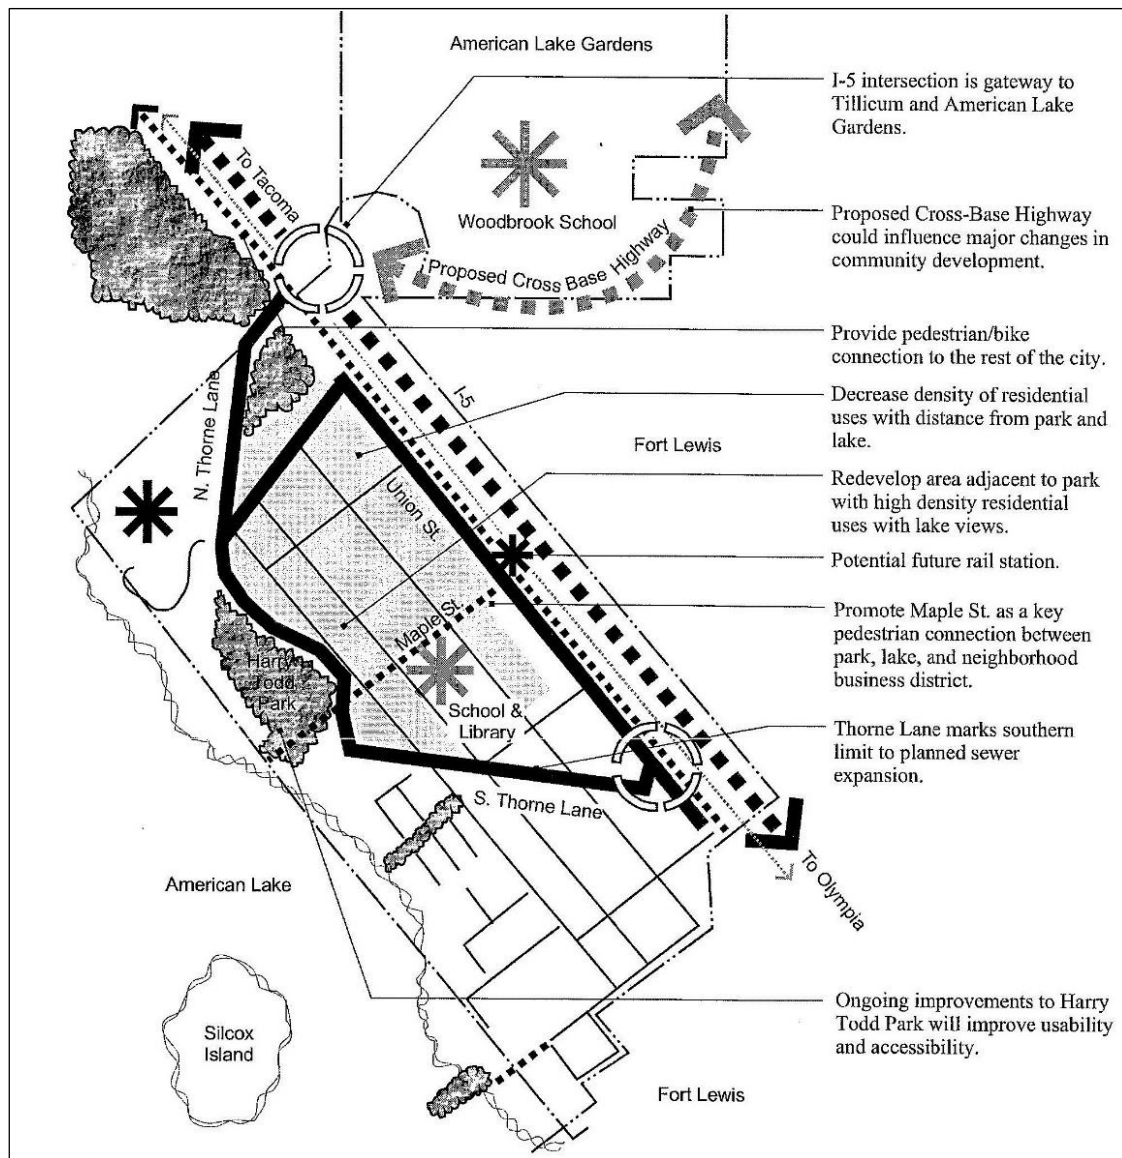 American Lake Gardens
I-5 intersection is gateway to
Tillicum and American Lake
Gardens.
To Tacoma
Woodbrook School
Proposed Cross Base Highway
Proposed Cross-Base Highway
could influence major changes in
community development.
Provide pedestrian/bike
connection to the rest of the city.
I-5
N. Thorne Lane
Decrease density of residential
uses with distance from park and
lake.
Fort Lewis
Union St.
Redevelop area adjacent to park
with high density residential
uses with lake views.
Potential future rail station.
Maple St.
Promote Maple St. as a key
pedestrian connection between
park, lake, and neighborhood
business district.
Harry
Todd
Park
School &
Library
Thorne Lane marks southern
limit to planned sewer
expansion.
S. Thorne Lane
To Olympia
American Lake
Silcox
Island
Ongoing improvements to Harry
Todd Park will improve usability
and accessibility.
Fort Lewis